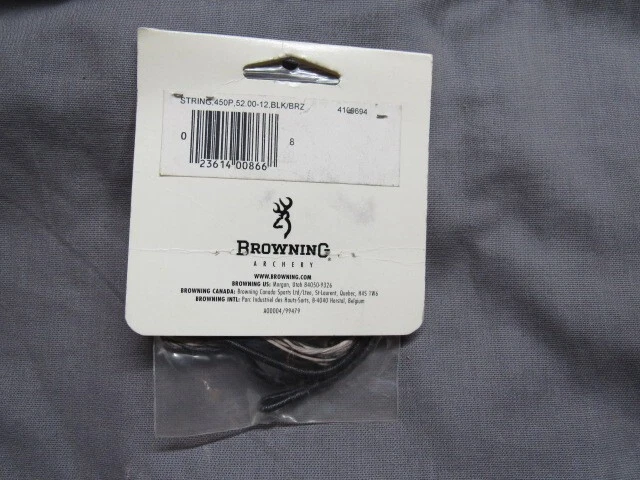 STRING,450P,52.00-12,BLK/BRZ 4109694
0 23614 00866 8
BROWNING
ARCHERY
WWW.BROWNING.COM
BROWNING US: Morgan, Utah 84050-9326
BROWNING CANADA: Browning Canada Sports Ltd/Ltee, St-Laurent, Quebec, H4S 1W6
BROWNING INTL: Parc Industriel des Hauts-Sarts, B-4040 Herstal, Belgium
A00004/99479